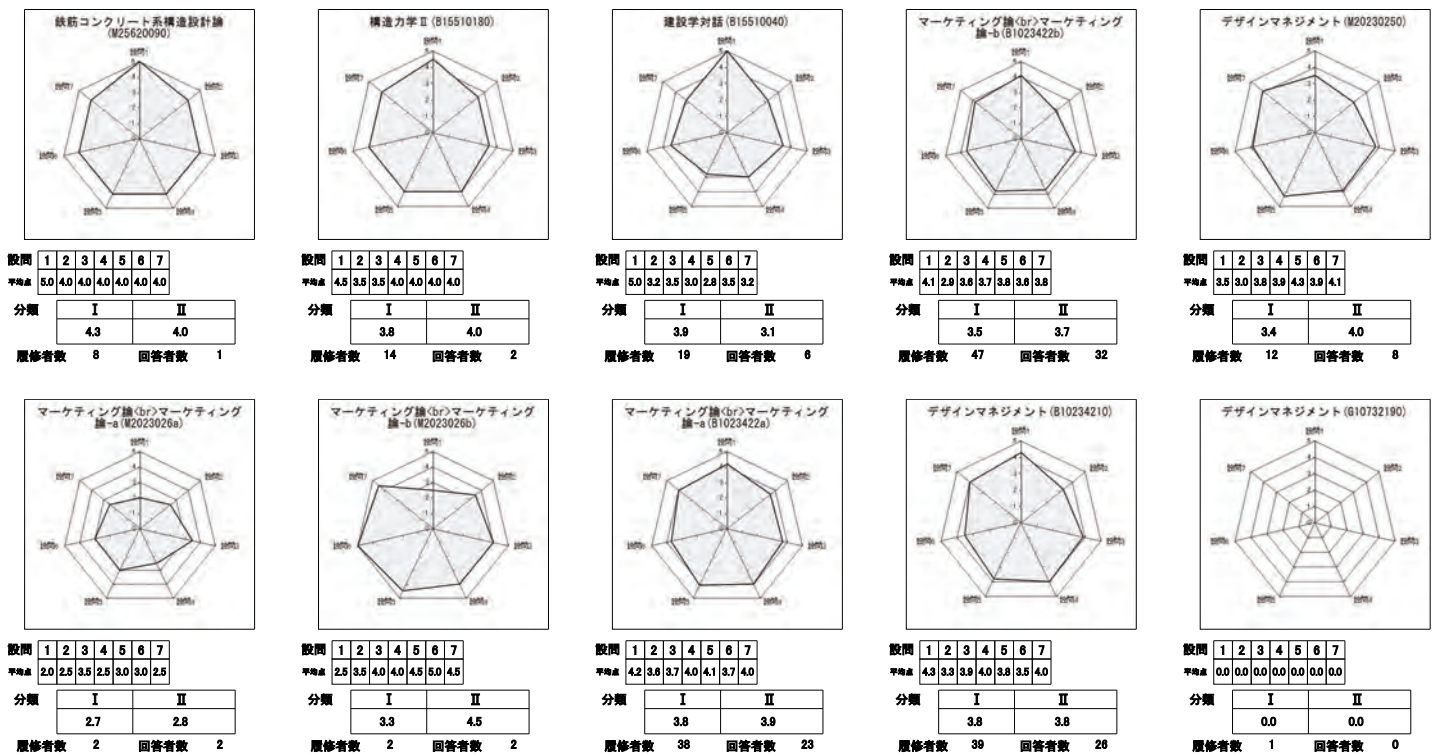 鉄筋コンクリート系構造設計論
(M25620090)
設問 1 2 3 4 5 6 7
平均点 5.0 4.0 4.0 4.0 4.0 4.0 4.0
分類 Ⅰ Ⅱ
4.3 4.0
履修者数 8 回答者数 1
構造力学Ⅱ(B15510180)
設問 1 2 3 4 5 6 7
平均点 4.5 3.5 3.5 4.0 4.0 4.0 4.0
分類 Ⅰ Ⅱ
3.8 4.0
履修者数 14 回答者数 2
建設学対話(B15510040)
設問 1 2 3 4 5 6 7
平均点 5.0 3.2 3.5 3.0 2.8 3.5 3.2
分類 Ⅰ Ⅱ
3.9 3.1
履修者数 19 回答者数 6
マーケティング論<br>マーケティング
論-b(B1023422b)
設問 1 2 3 4 5 6 7
平均点 4.1 2.9 3.6 3.7 3.8 3.6 3.8
分類 Ⅰ Ⅱ
3.5 3.7
履修者数 47 回答者数 32
デザインマネジメント(M20230250)
設問 1 2 3 4 5 6 7
平均点 3.5 3.0 3.8 3.9 4.3 3.9 4.1
分類 Ⅰ Ⅱ
3.4 4.0
履修者数 12 回答者数 8
マーケティング論<br>マーケティング
論-a(M2023026a)
設問 1 2 3 4 5 6 7
平均点 2.0 2.5 3.5 2.5 3.0 3.0 2.5
分類 Ⅰ Ⅱ
2.7 2.8
履修者数 2 回答者数 2
マーケティング論<br>マーケティング
論-b(M2023026b)
設問 1 2 3 4 5 6 7
平均点 2.5 3.5 4.0 4.0 4.5 5.0 4.5
分類 Ⅰ Ⅱ
3.3 4.5
履修者数 2 回答者数 2
マーケティング論<br>マーケティング
論-a(B1023422a)
設問 1 2 3 4 5 6 7
平均点 4.2 3.6 3.7 4.0 4.1 3.7 4.0
分類 Ⅰ Ⅱ
3.8 3.9
履修者数 38 回答者数 23
デザインマネジメント(B10234210)
設問 1 2 3 4 5 6 7
平均点 4.3 3.3 3.9 4.0 3.8 3.5 4.0
分類 Ⅰ Ⅱ
3.8 3.8
履修者数 39 回答者数 26
デザインマネジメント(G10732190)
設問 1 2 3 4 5 6 7
平均点 0.0 0.0 0.0 0.0 0.0 0.0 0.0
分類 Ⅰ Ⅱ
0.0 0.0
履修者数 1 回答者数 0